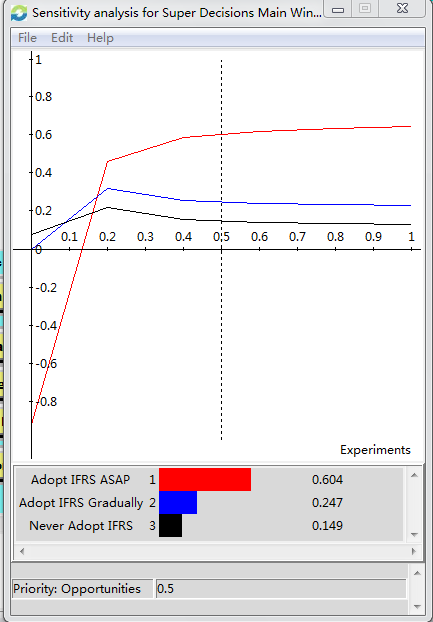 Sensitivity analysis for Super Decisions Main Win...
File Edit Help
1
0.8
0.6
0.4
0.2
0.1 0.2 0.3 0.4 0.5 0.6 0.7 0.8 0.9 1
0
-0.2
-0.4
-0.6
-0.8
Experiments
Adopt IFRS ASAP 1 0.604
Adopt IFRS Gradually 2 0.247
Never Adopt IFRS 3 0.149
Priority: Opportunities 0.5